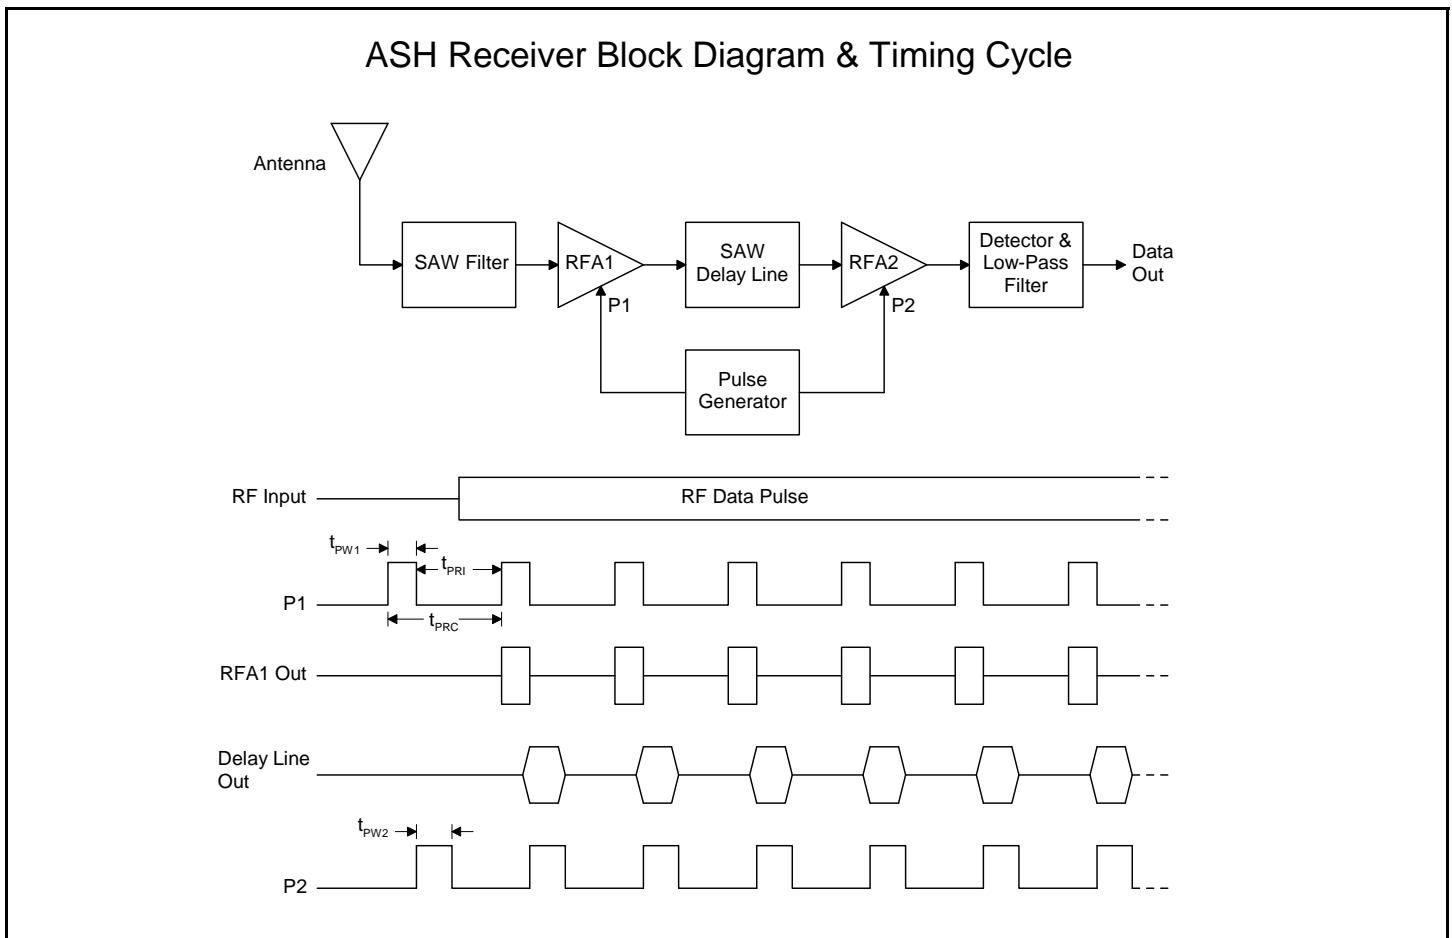 ASH Receiver Block Diagram & Timing Cycle
Antenna
SAW Filter
RFA1
SAW
Delay Line
RFA2
Detector &
Low-Pass
Filter
Data
Out
P1
P2
Pulse
Generator
RF Input
RF Data Pulse
tPW1
tPRI
P1
tPRC
RFA1 Out
Delay Line
Out
tPW2
P2